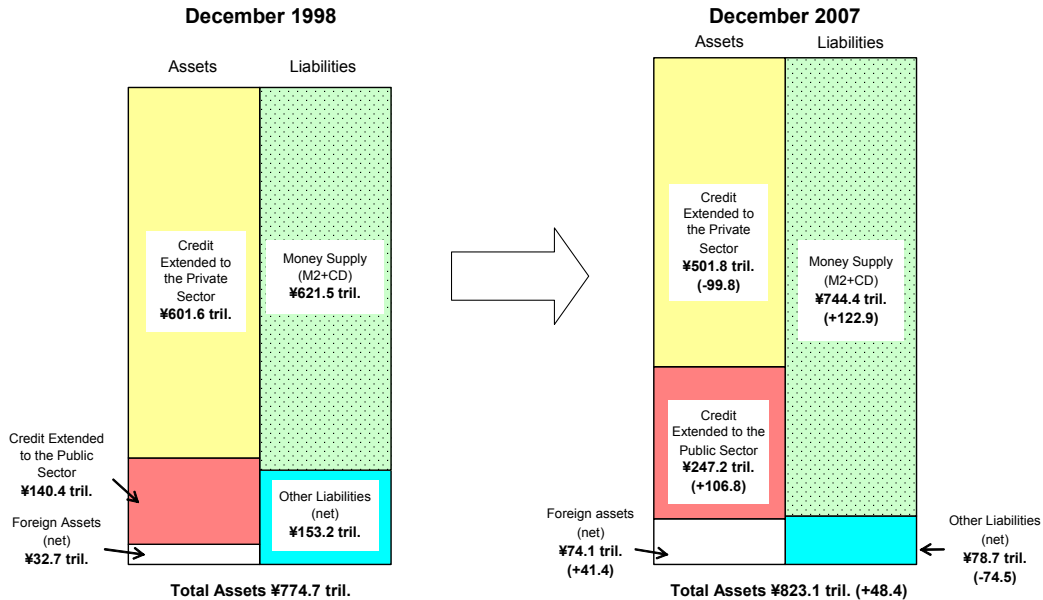 December 1998
Assets
Liabilities
Credit
Extended to
the Private
Sector
¥601.6 tril.
Money Supply
(M2+CD)
¥621.5 tril.
Credit Extended
to the Public
Sector
¥140.4 tril.
Foreign Assets
(net)
¥32.7 tril.
Other Liabilities
(net)
¥153.2 tril.
Total Assets ¥774.7 tril.
December 2007
Assets
Liabilities
Credit
Extended to
the Private
Sector
¥501.8 tril.
(-99.8)
Money Supply
(M2+CD)
¥744.4 tril.
(+122.9)
Credit
Extended to the
Public Sector
¥247.2 tril.
(+106.8)
Foreign assets
(net)
¥74.1 tril.
(+41.4)
Other Liabilities
(net)
¥78.7 tril.
(-74.5)
Total Assets ¥823.1 tril. (+48.4)